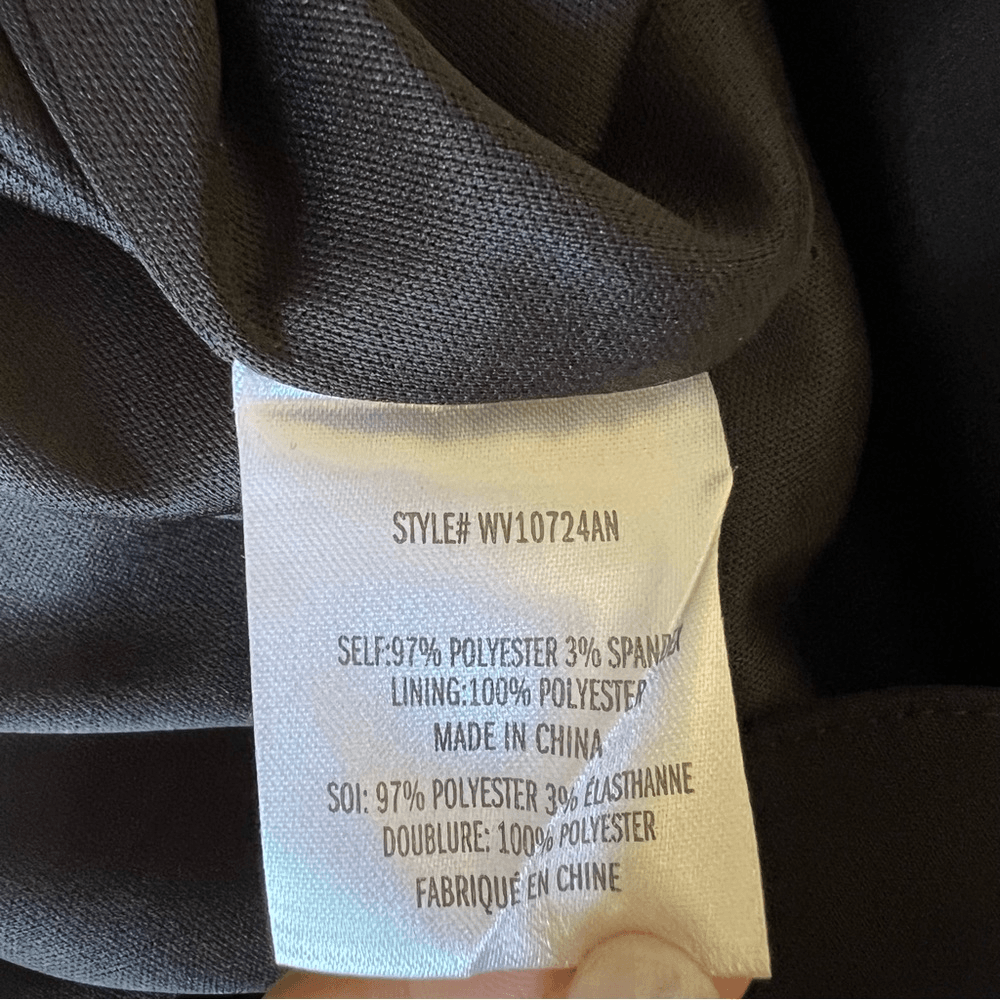 STYLE# WV10724AN
SELF:97% POLYESTER 3% SPANDEX
LINING:100% POLYESTER
MADE IN CHINA
SOI: 97% POLYESTER 3% ÉLASTHANNE
DOUBLURE: 100% POLYESTER
FABRIQUÉ EN CHINE